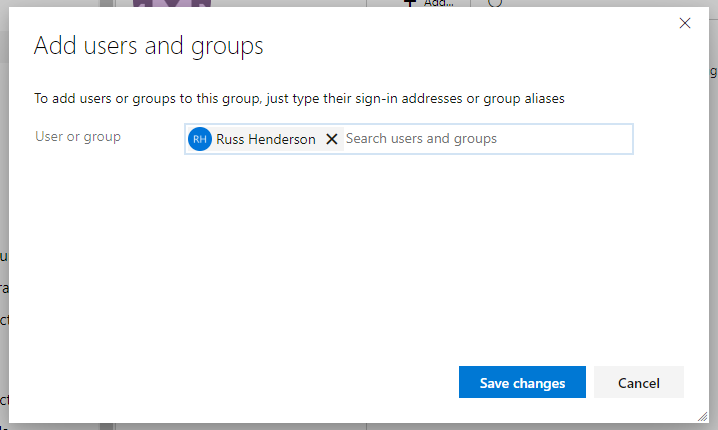 Add...
Add users and groups
To add users or groups to this group, just type their sign-in addresses or group aliases
User or group
RH Russ Henderson Search users and groups
Save changes
Cancel